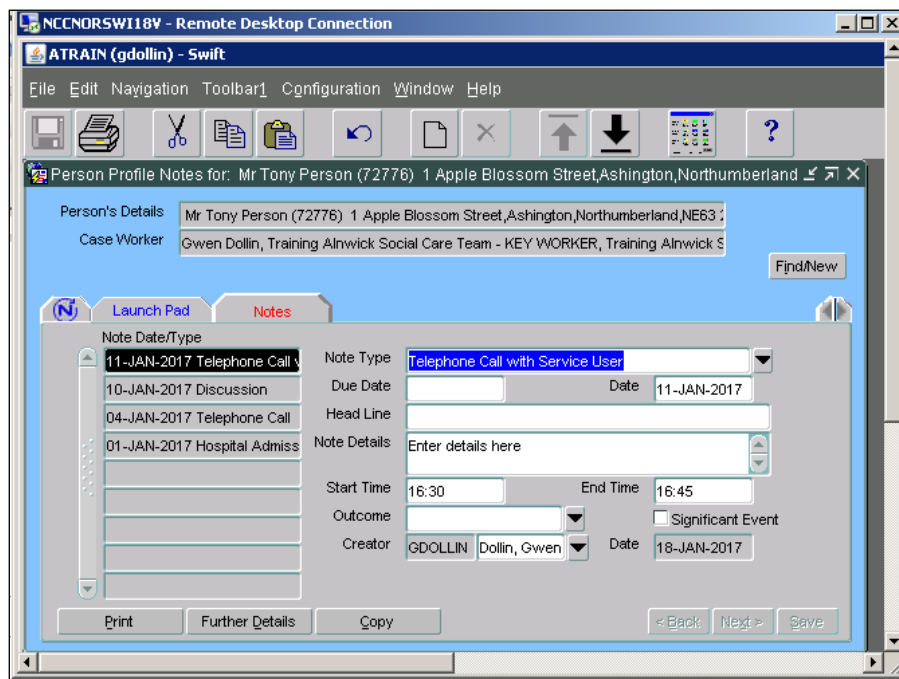 NCCNORSWI18V - Remote Desktop Connection
ATRAIN (gdollin) - Swift
File Edit Navigation Toolbar1 Configuration Window Help
?
Person Profile Notes for: Mr Tony Person (72776) 1 Apple Blossom Street,Ashington,Northumberland
Person's Details Mr Tony Person (72776) 1 Apple Blossom Street,Ashington,Northumberland,NE63
Case Worker Gwen Dollin, Training Alnwick Social Care Team - KEY WORKER, Training Alnwick S
Find/New
N Launch Pad Notes
Note Date/Type
11-JAN-2017 Telephone Call Note Type Telephone Call with Service User
10-JAN-2017 Discussion Due Date Date 11-JAN-2017
04-JAN-2017 Telephone Call Head Line
01-JAN-2017 Hospital Admiss Note Details Enter details here
Start Time 16:30 End Time 16:45
Outcome Significant Event
Creator GDOLLIN Dollin, Gwen Date 18-JAN-2017
Print Further Details Copy < Back Next > Save